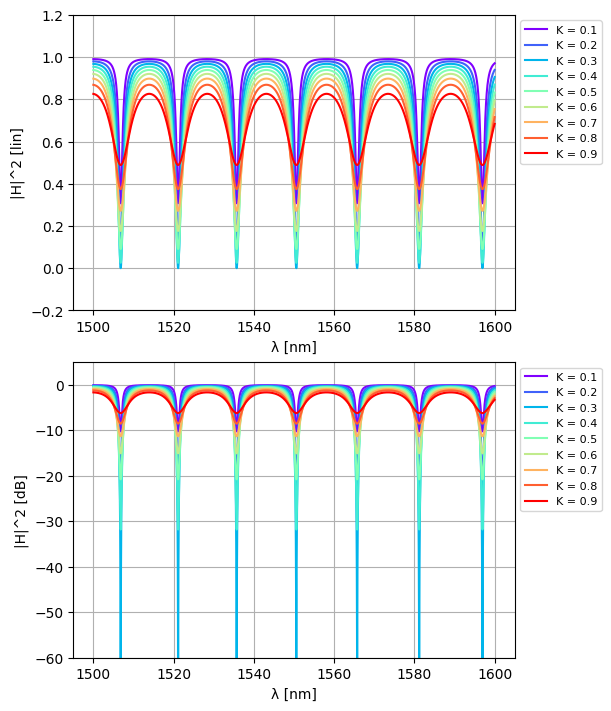 1.2
1.0
0.8
0.6
0.4
0.2
0.0
−0.2
|H|^2 [lin]
1500
1520
1540
1560
1580
1600
λ [nm]
K = 0.1
K = 0.2
K = 0.3
K = 0.4
K = 0.5
K = 0.6
K = 0.7
K = 0.8
K = 0.9
0
−10
−20
−30
−40
−50
−60
|H|^2 [dB]
1500
1520
1540
1560
1580
1600
λ [nm]
K = 0.1
K = 0.2
K = 0.3
K = 0.4
K = 0.5
K = 0.6
K = 0.7
K = 0.8
K = 0.9